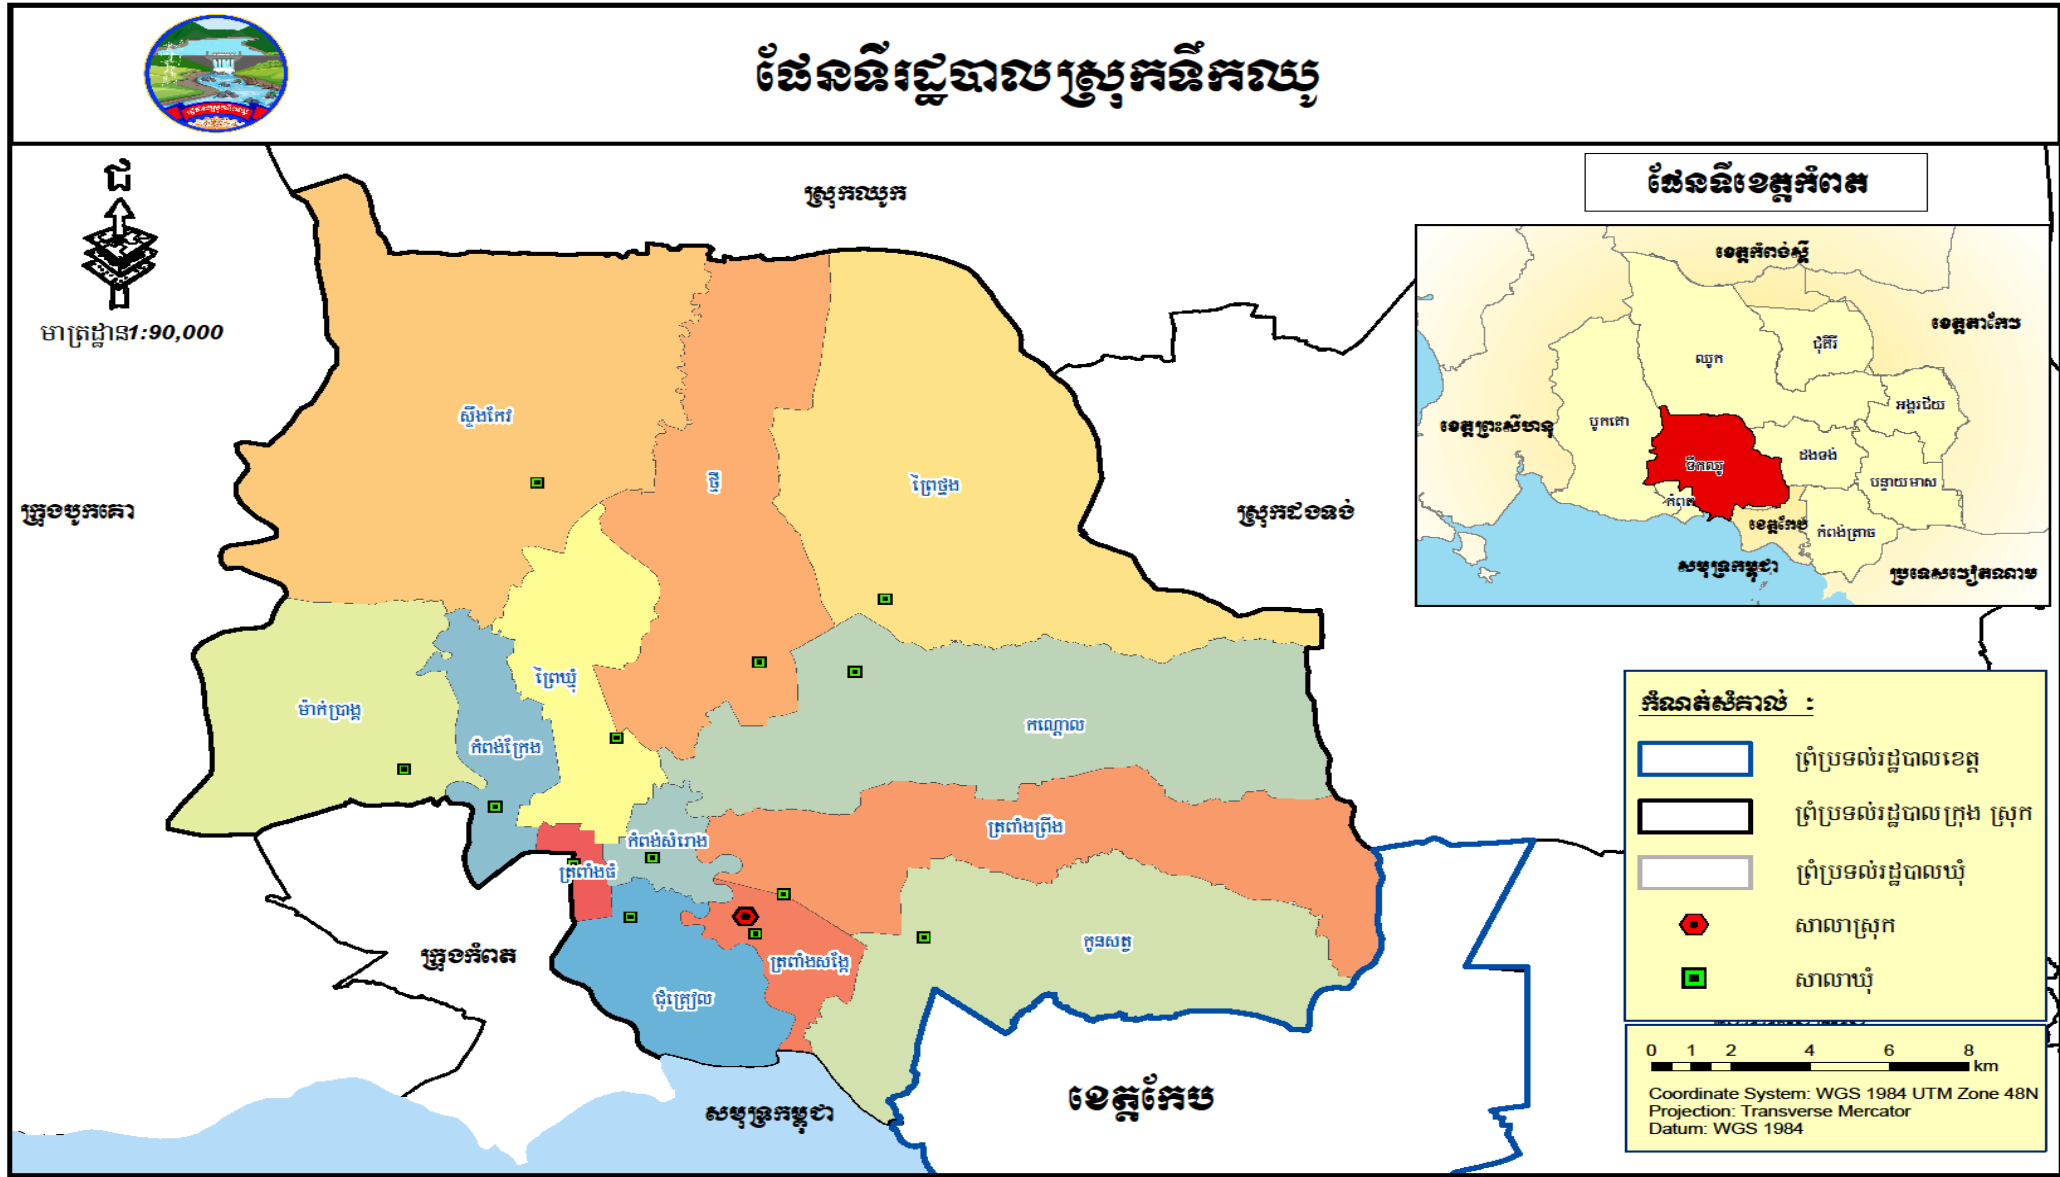 ផែនទីរដ្ឋបាលស្រុកទឹកឈូ
ជ
មាត្រដ្ឋាន1:90,000
ស្រុកឈូក
ក្រុងបូកគោ
ស្រុកដងទង់
ស្ទឹងកែវ
ថ្មី
ព្រៃថ្នង
ព្រៃឃ្មុំ
ម៉ាក់ប្រាង្គ
កំពង់ក្រែង
កណ្តោល
ត្រពាំងព្រីង
កំពង់សំរោង
ត្រពាំងធំ
កូនសត្វ
ត្រពាំងសង្កែ
ជុំគ្រៀល
ក្រុងកំពត
សមុទ្រកម្ពុជា
ខេត្តកែប
ផែនទីខេត្តកំពត
ខេត្តកំពង់ស្ពឺ
ខេត្តតាកែប
ជុំគិរី
ឈូក
អង្គរជ័យ
បូកគោ
ខេត្តព្រះសីហនុ
ដងទង់
ទឹកឈូ
បន្ទាយមាស
កំពត
ខេត្តកែប
កំពង់ត្រាច
សមុទ្រកម្ពុជា
ប្រទេសវៀតណាម
កំណត់សំគាល់ :
ព្រំប្រទល់រដ្ឋបាលខេត្ត
ព្រំប្រទល់រដ្ឋបាលក្រុង ស្រុក
ព្រំប្រទល់រដ្ឋបាលឃុំ
សាលាស្រុក
សាលាឃុំ
0 1 2 4 6 8
km
Coordinate System: WGS 1984 UTM Zone 48N
Projection: Transverse Mercator
Datum: WGS 1984